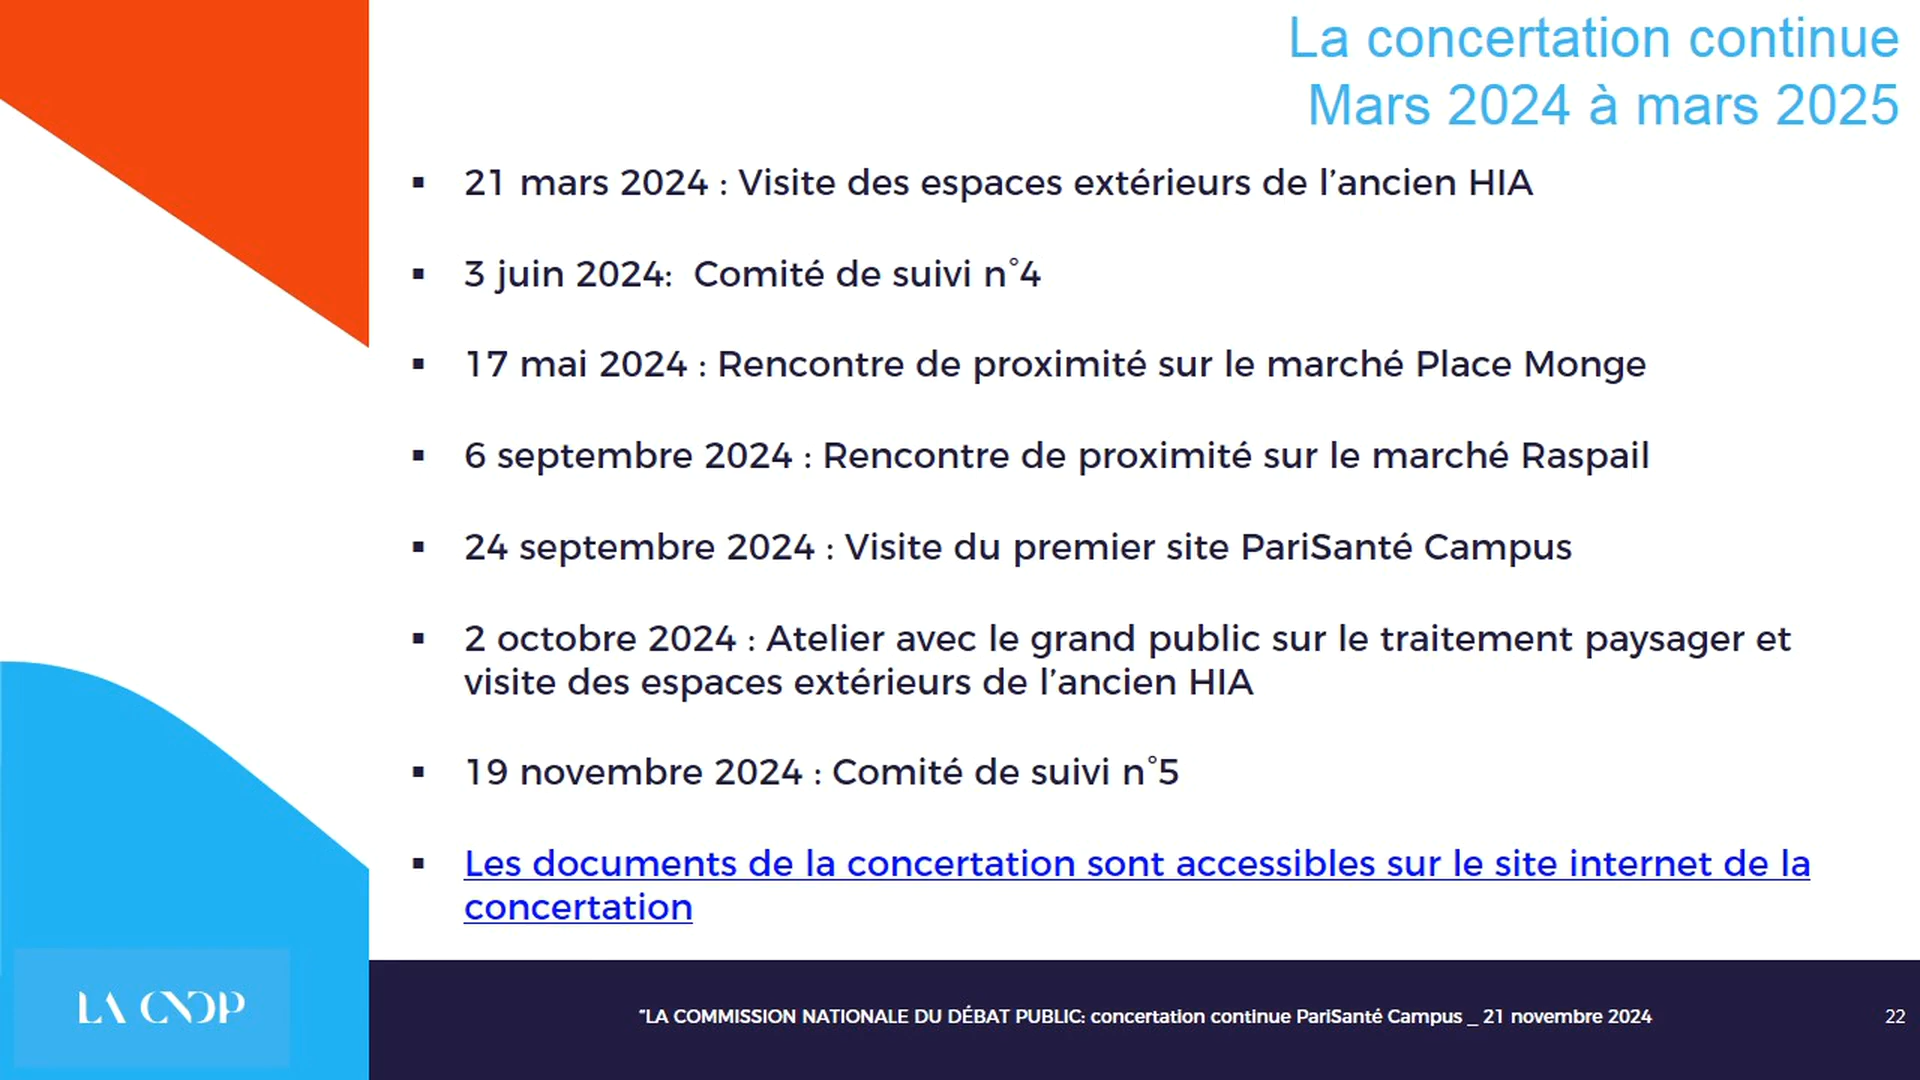 La concertation continue
Mars 2024 à mars 2025
▪ 21 mars 2024 : Visite des espaces extérieurs de l’ancien HIA
▪ 3 juin 2024:  Comité de suivi n°4
▪ 17 mai 2024 : Rencontre de proximité sur le marché Place Monge
▪ 6 septembre 2024 : Rencontre de proximité sur le marché Raspail
▪ 24 septembre 2024 : Visite du premier site PariSanté Campus
▪ 2 octobre 2024 : Atelier avec le grand public sur le traitement paysager et
visite des espaces extérieurs de l’ancien HIA
▪ 19 novembre 2024 : Comité de suivi n°5
▪ Les documents de la concertation sont accessibles sur le site internet de la
concertation
LA CNDP
“LA COMMISSION NATIONALE DU DÉBAT PUBLIC: concertation continue PariSanté Campus _ 21 novembre 2024
22